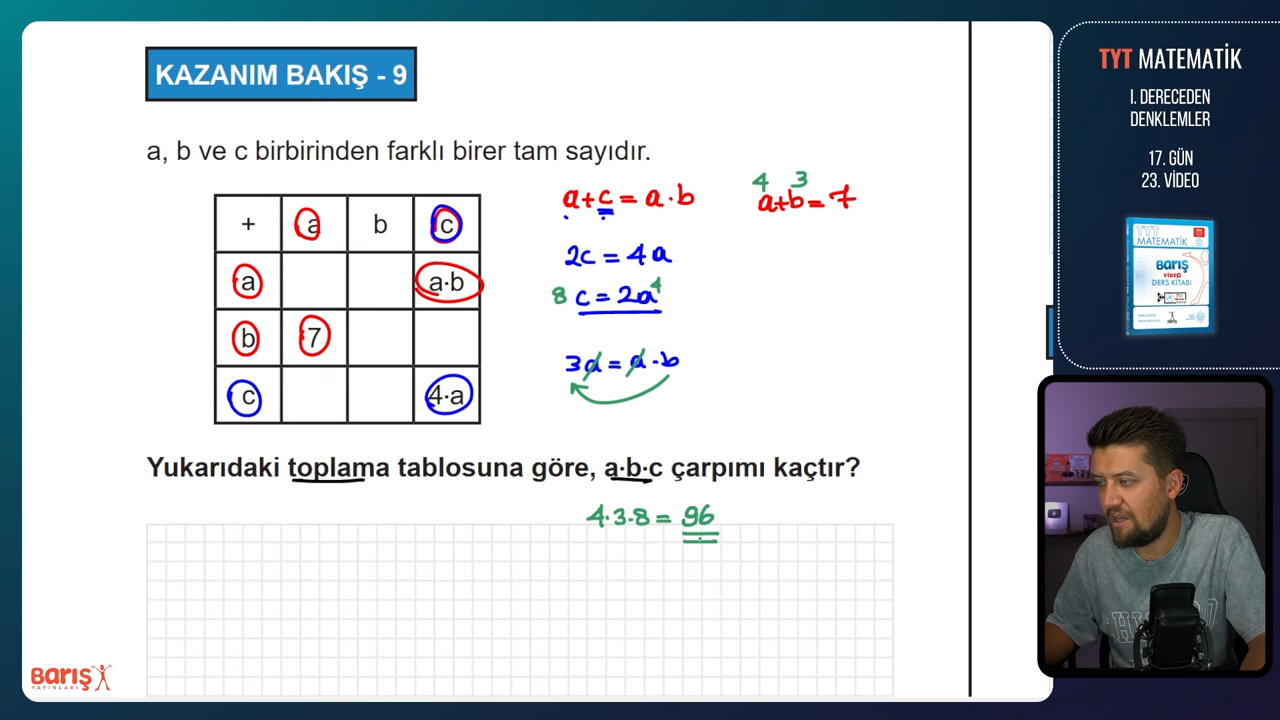 KAZANIM BAKIŞ - 9
a, b ve c birbirinden farklı birer tam sayıdır.
+ a b c
a a·b
b 7
c 4·a
a+c = a·b
2c = 4a
8 c = 2a 4
3a = a·b
4 3
a+b = 7
Yukarıdaki toplama tablosuna göre, a·b·c çarpımı kaçtır?
4·3·8 = 96
BARIŞ
YAYINLARI
TYT MATEMATİK
I. DERECEDEN
DENKLEMLER
17. GÜN
23. VİDEO
TYT
MATEMATİK
BARIŞ
VİDEO
DERS KİTABI